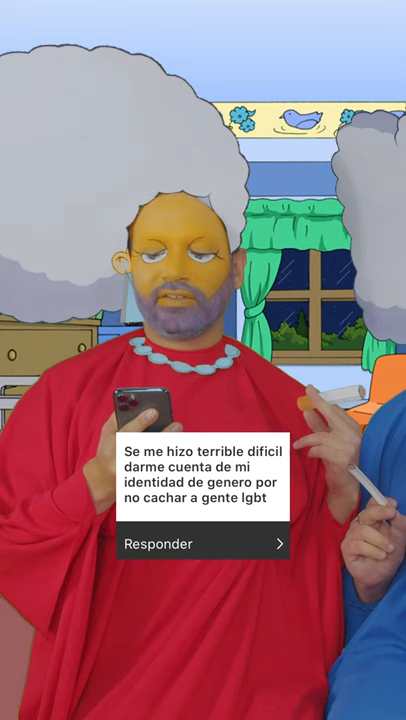 Se me hizo terrible dificil
darme cuenta de mi
identidad de genero por
no cachar a gente lgbt
Responder